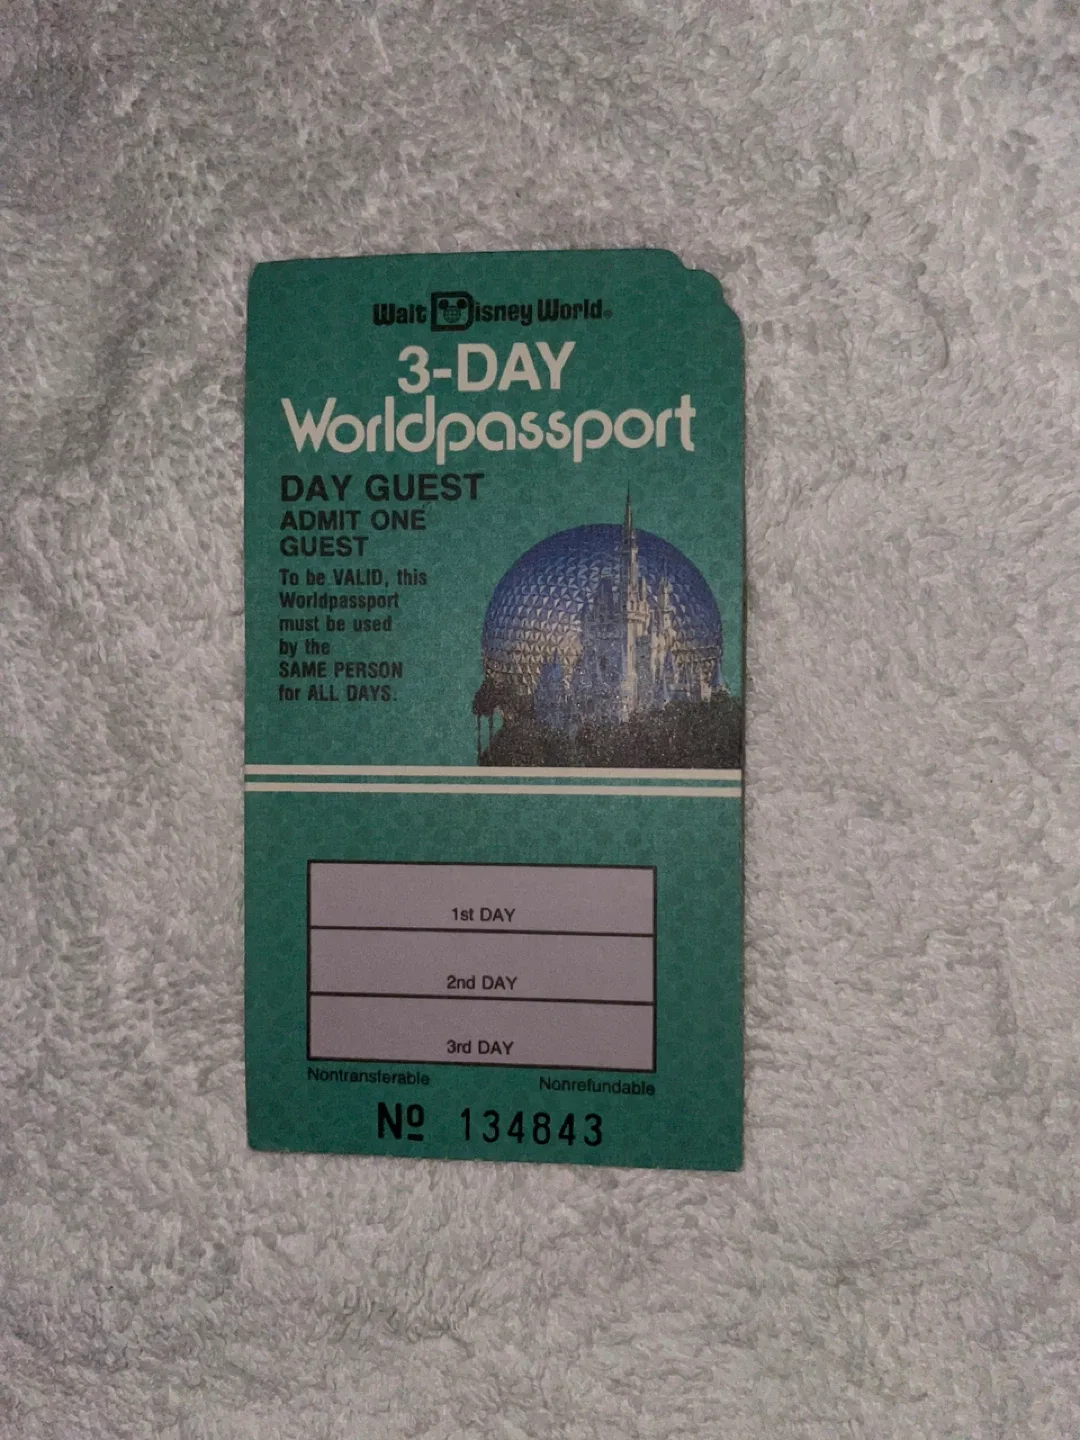 Walt Disney World®
3-DAY
Worldpassport
DAY GUEST
ADMIT ONE
GUEST
To be VALID, this
Worldpassport
must be used
by the
SAME PERSON
for ALL DAYS.
1st DAY
2nd DAY
3rd DAY
Nontransferable Nonrefundable
Nº 134843